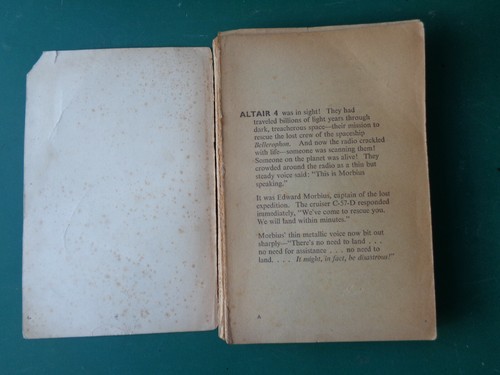 ALTAIR 4 was in sight! They had
traveled billions of light years through
dark, treacherous space—their mission to
rescue the lost crew of the spaceship
Bellerophon. And now the radio crackled
with life—someone was scanning them!
Someone on the planet was alive! They
crowded around the radio as a thin but
steady voice said: "This is Morbius
speaking."
It was Edward Morbius, captain of the lost
expedition. The cruiser C-57-D responded
immediately, "We've come to rescue you.
We will land within minutes."
Morbius' thin metallic voice now bit out
sharply—"There's no need to land . . .
no need for assistance . . . no need to
land. . . . It might, in fact, be disastrous!"
A